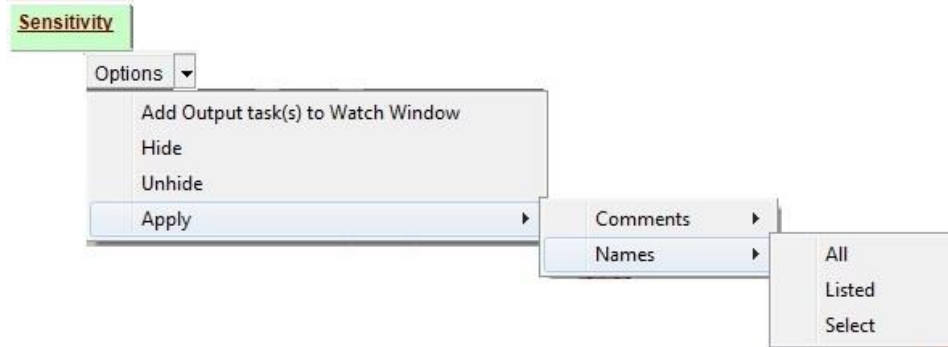 Sensitivity
Options
Add Output task(s) to Watch Window
Hide
Unhide
Apply
Comments
Names
All
Listed
Select